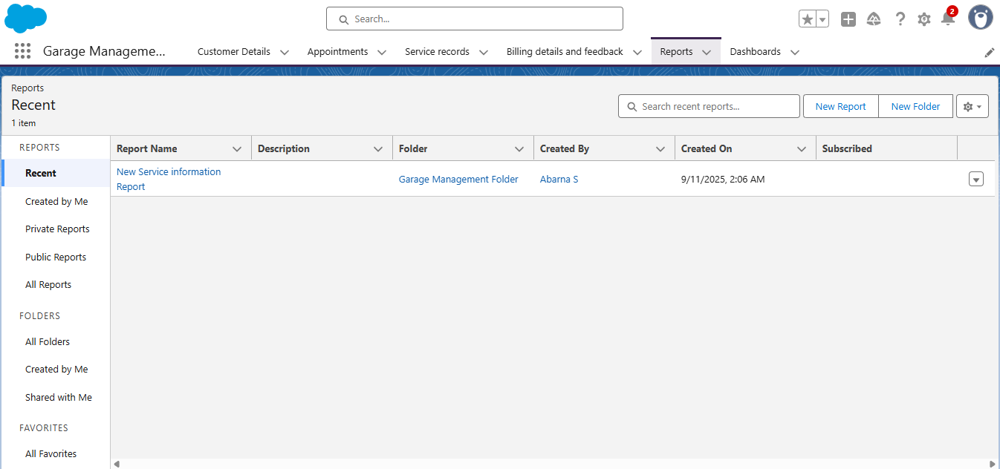 Search...
2
Garage Manageme...
Customer Details
Appointments
Service records
Billing details and feedback
Reports
Dashboards
Reports
Recent
1 item
Search recent reports...
New Report
New Folder
REPORTS
Recent
Created by Me
Private Reports
Public Reports
All Reports
FOLDERS
All Folders
Created by Me
Shared with Me
FAVORITES
All Favorites
Report Name
Description
Folder
Created By
Created On
Subscribed
New Service information
Report
Garage Management Folder
Abarna S
9/11/2025, 2:06 AM